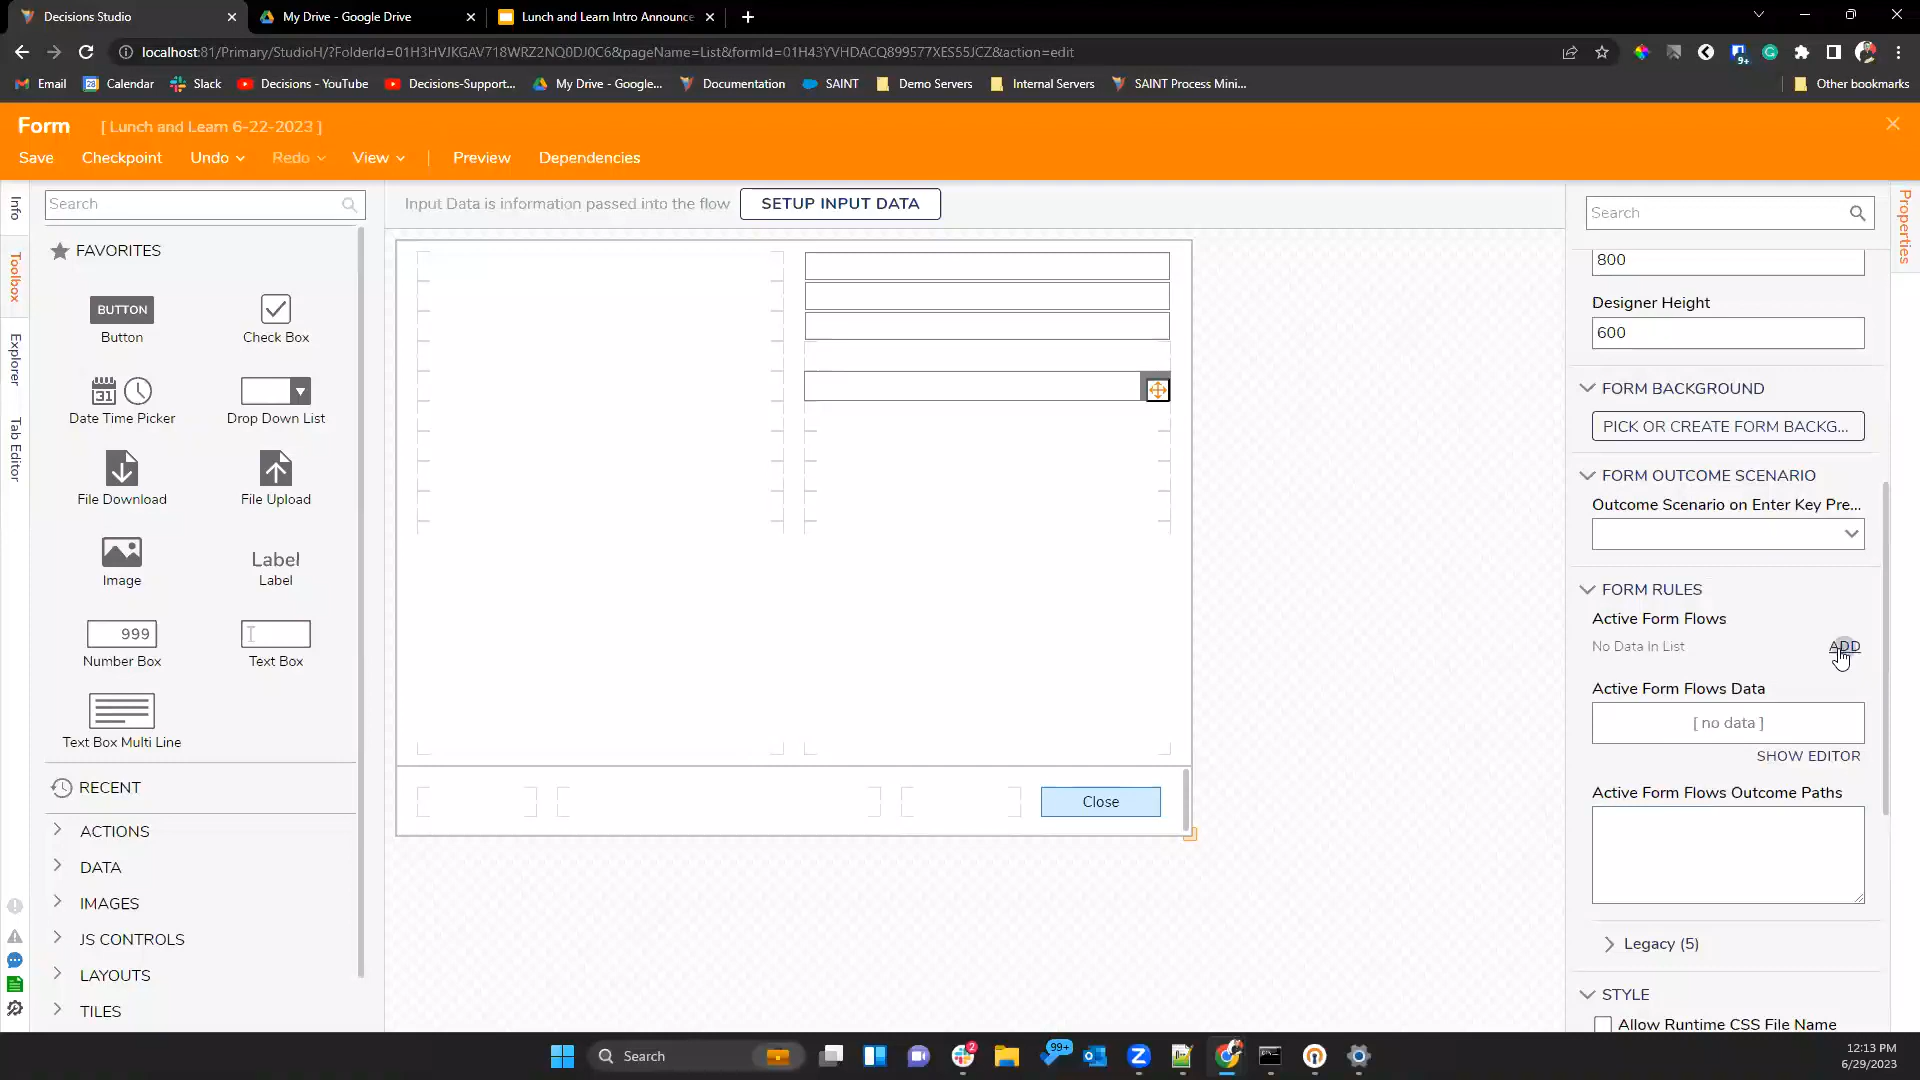 Decisions Studio
My Drive - Google Drive
Lunch and Learn Intro Announce
localhost:81/Primary/StudioH/?FolderId=01H3HVJKGAV718WRZ2NQ0DJ0C6&pageName=List&formId=01H43YVHDACQ899577XES55JCZ&action=edit
9+
Email
Calendar
Slack
Decisions - YouTube
Decisions-Support...
My Drive - Google...
Documentation
SAINT
Demo Servers
Internal Servers
SAINT Process Mini...
Other bookmarks
Form
[ Lunch and Learn 6-22-2023 ]
Save
Checkpoint
Undo
Redo
View
Preview
Dependencies
Info
Toolbox
Explorer
Tab Editor
Search
FAVORITES
BUTTON
Button
Check Box
31
Date Time Picker
Drop Down List
File Download
File Upload
Image
Label
Label
999
Number Box
Text Box
Text Box Multi Line
RECENT
ACTIONS
DATA
IMAGES
JS CONTROLS
LAYOUTS
TILES
Input Data is information passed into the flow
SETUP INPUT DATA
Close
Properties
Search
800
Designer Height
600
FORM BACKGROUND
PICK OR CREATE FORM BACKG...
FORM OUTCOME SCENARIO
Outcome Scenario on Enter Key Pre...
FORM RULES
Active Form Flows
No Data In List
ADD
Active Form Flows Data
[ no data ]
SHOW EDITOR
Active Form Flows Outcome Paths
Legacy (5)
STYLE
Allow Runtime CSS File Name
Search
2
99+
12:13 PM
6/29/2023